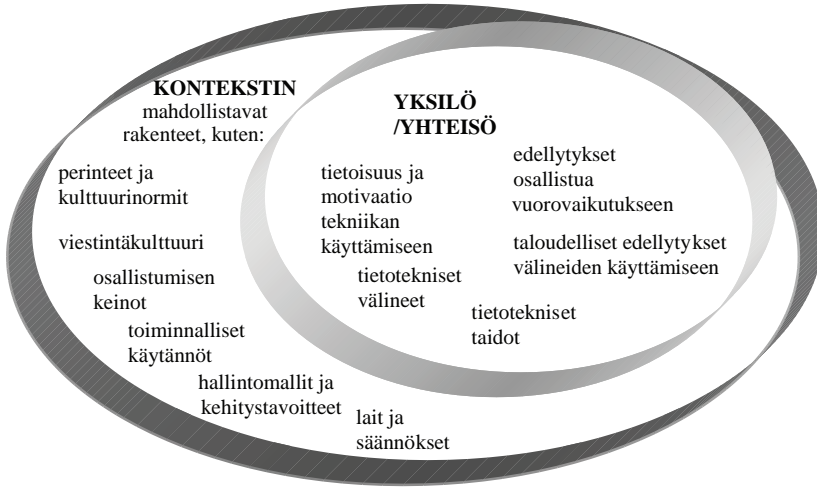 KONTEKSTIN
mahdollistavat
rakenteet, kuten:
perinteet ja
kulttuurinormit
viestintäkulttuuri
osallistumisen
keinot
toiminnalliset
käytännöt
hallintomallit ja
kehitystavoitteet
lait ja
säännökset
YKSILÖ
/YHTEISÖ
tietoisuus ja
motivaatio
tekniikan
käyttämiseen
edellytykset
osallistua
vuorovaikutukseen
taloudelliset edellytykset
välineiden käyttämiseen
tietotekniset
välineet
tietotekniset
taidot